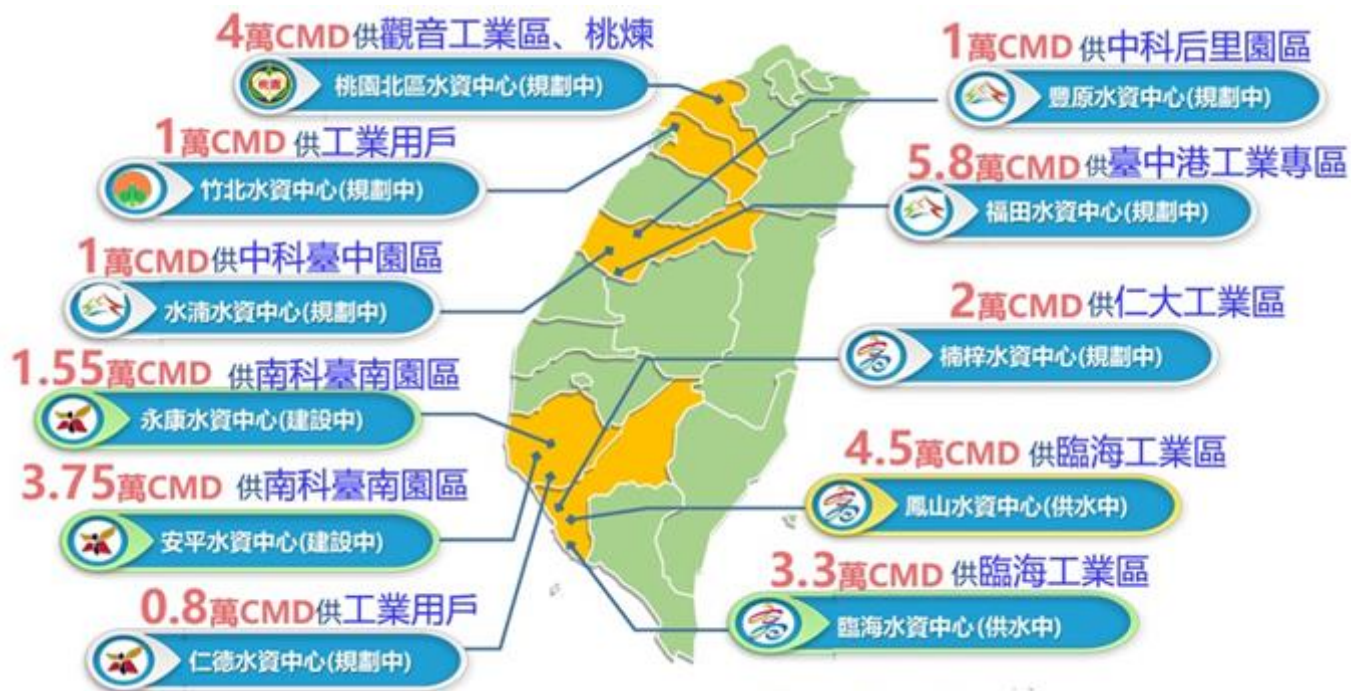 4萬CMD 供觀音工業區、桃煉
桃園北區水資中心(規劃中)
1萬CMD 供工業用戶
竹北水資中心(規劃中)
1萬CMD供中科臺中園區
水湳水資中心(規劃中)
1.55萬CMD 供南科臺南園區
永康水資中心(建設中)
3.75萬CMD 供南科臺南園區
安平水資中心(建設中)
0.8萬CMD供工業用戶
仁德水資中心(規劃中)
1萬CMD 供中科后里園區
豐原水資中心(規劃中)
5.8萬CMD 供臺中港工業專區
福田水資中心(規劃中)
2萬CMD 供仁大工業區
楠梓水資中心(規劃中)
4.5萬CMD 供臨海工業區
鳳山水資中心(供水中)
3.3萬CMD 供臨海工業區
臨海水資中心(供水中)